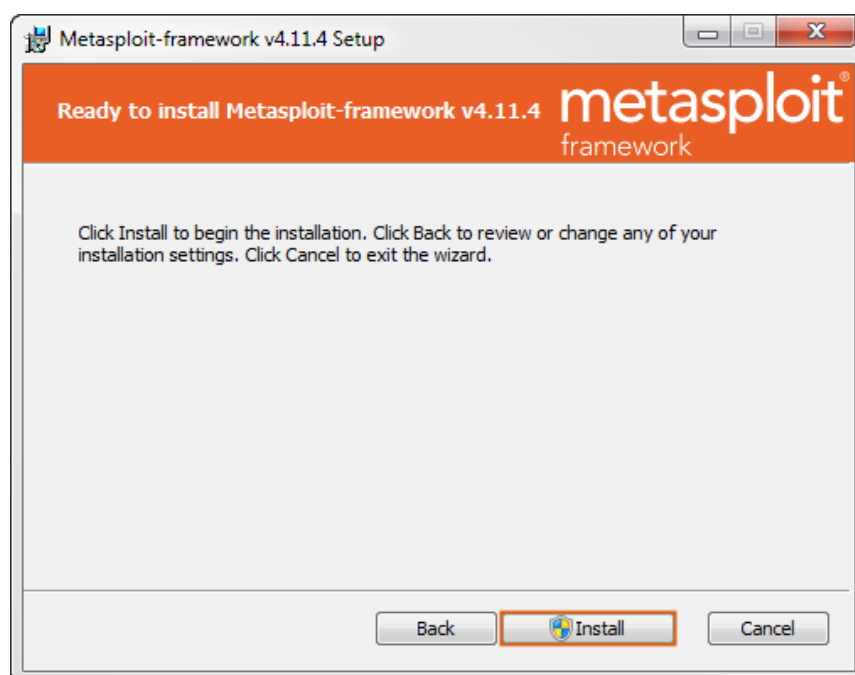 Metasploit-framework v4.11.4 Setup
Ready to install Metasploit-framework v4.11.4
metasploit®
framework
Click Install to begin the installation. Click Back to review or change any of your
installation settings. Click Cancel to exit the wizard.
Back
Install
Cancel